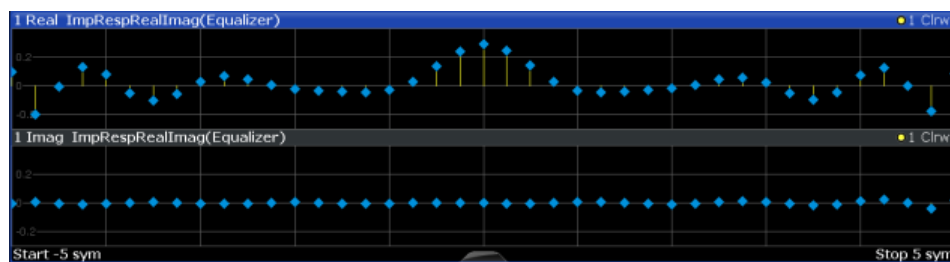 1 Real ImpRespRealImag(Equalizer) 1 Clrw
0.2
0
1 Imag ImpRespRealImag(Equalizer) 1 Clrw
0.2
0
-0.2
Start -5 sym Stop 5 sym